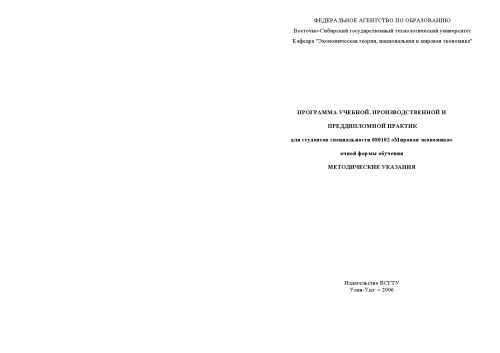 ФЕДЕРАЛЬНОЕ АГЕНТСТВО ПО ОБРАЗОВАНИЮ
Восточно-Сибирский государственный технологический университет
Кафедра "Экономическая теория, национальная и мировая экономика"
ПРОГРАММА УЧЕБНОЙ, ПРОИЗВОДСТВЕННОЙ И
ПРЕДДИПЛОМНОЙ ПРАКТИК
для студентов специальности 080102 «Мировая экономика»
очной формы обучения
МЕТОДИЧЕСКИЕ УКАЗАНИЯ
Издательство ВСГТУ
Улан-Удэ – 2006